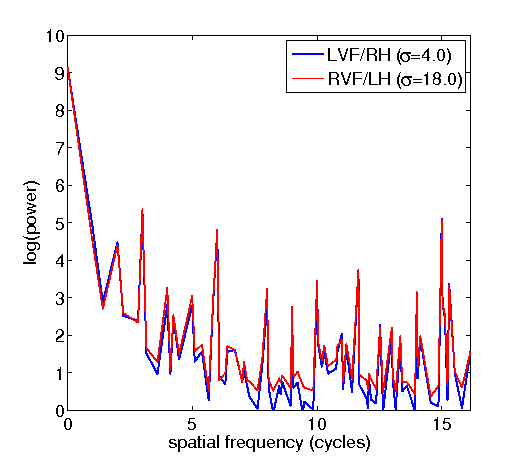 LVF/RH (σ=4.0)
RVF/LH (σ=18.0)
log(power)
10
9
8
7
6
5
4
3
2
1
0
0 5 10 15
spatial frequency (cycles)